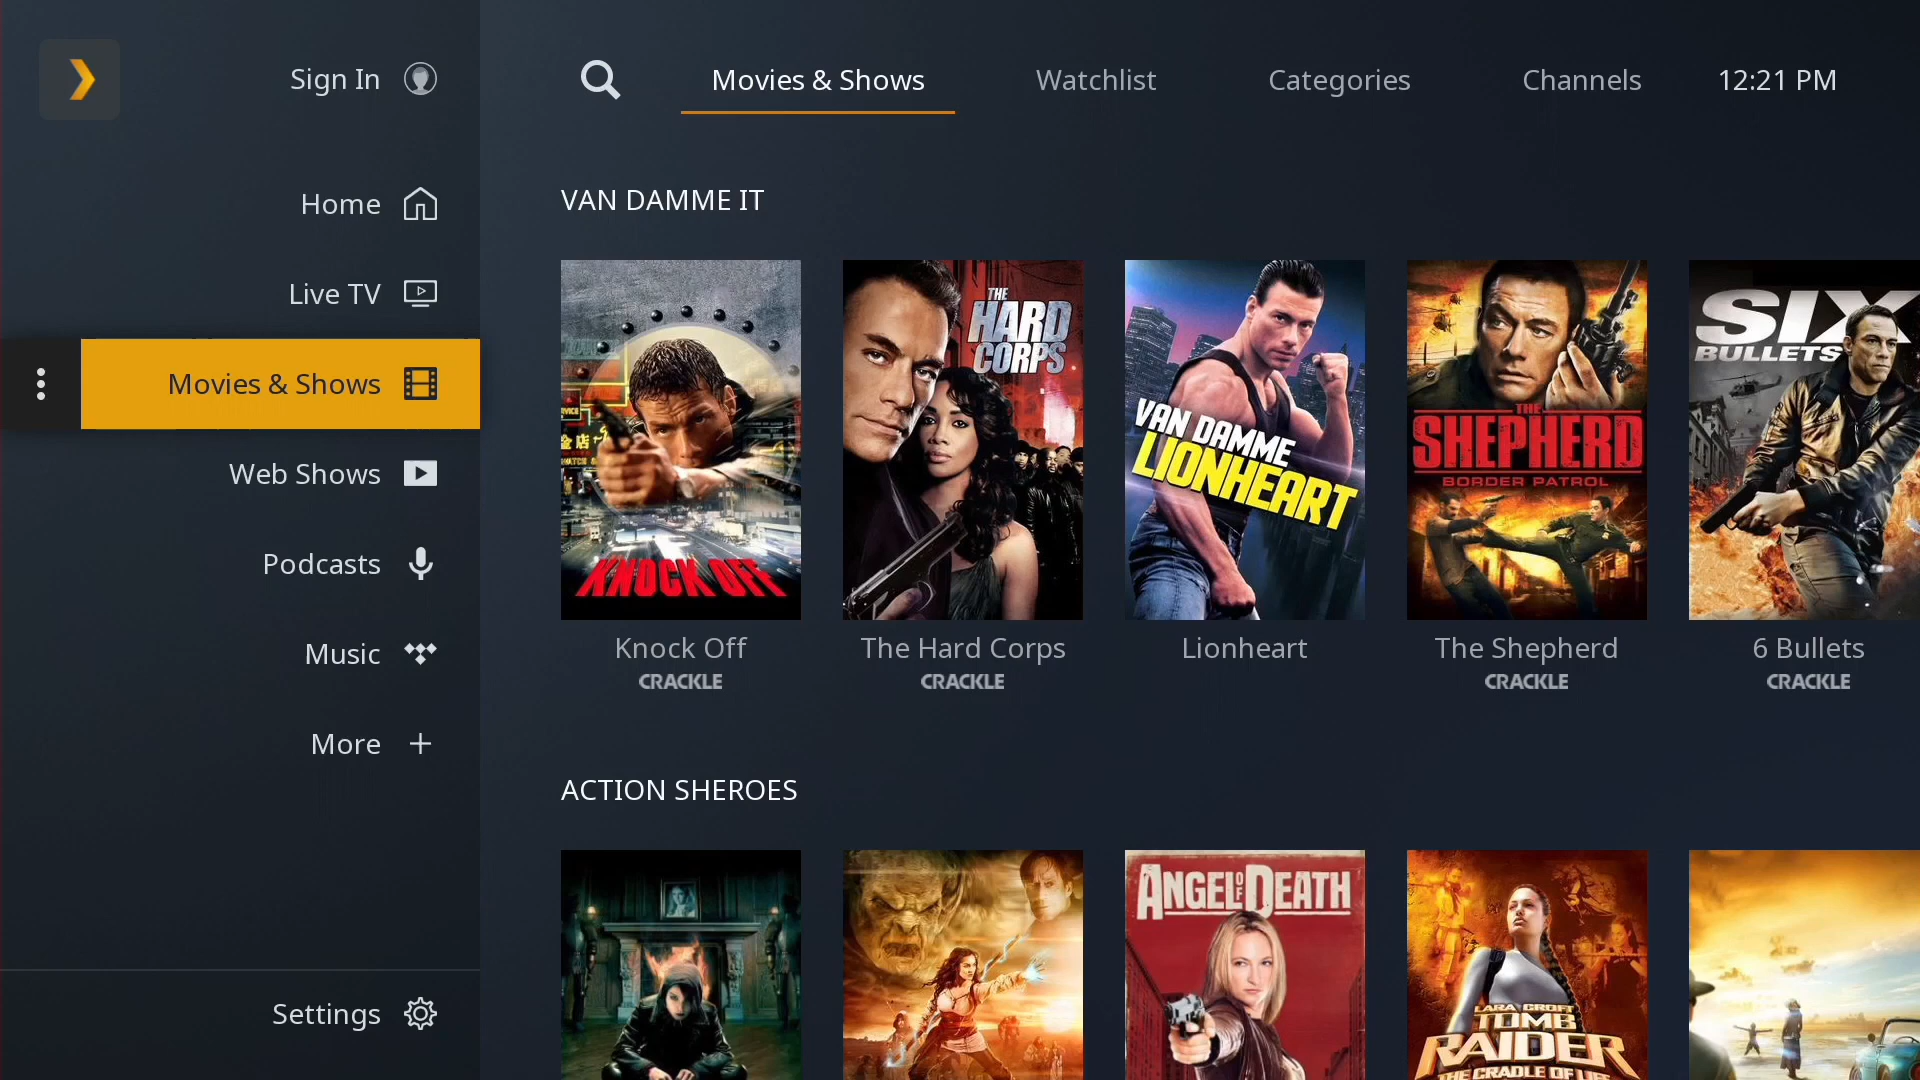 Sign In
Movies & Shows
Watchlist
Categories
Channels
12:21 PM
Home
Live TV
Movies & Shows
Web Shows
Podcasts
Music
More
Settings
VAN DAMME IT
KNOCK OFF
THE
HARD
CORPS
VAN DAMME
LIONHEART
THE
SHEPHERD
BORDER PATROL
SIX
BULLETS
Knock Off
The Hard Corps
Lionheart
The Shepherd
6 Bullets
CRACKLE
CRACKLE
CRACKLE
CRACKLE
ACTION SHEROES
ANGEL OF DEATH
LARA CROFT
TOMB
RAIDER
THE CRADLE OF LIFE